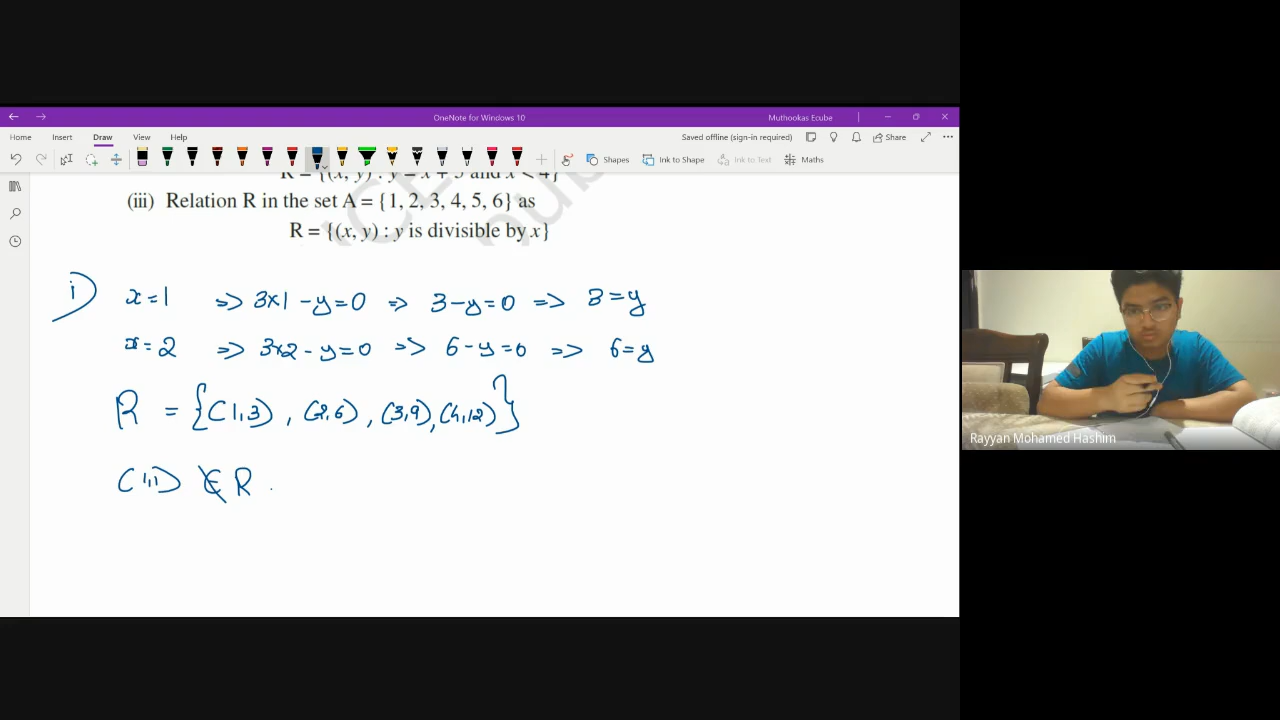 OneNote for Windows 10
Muthookas Ecube
Home Insert Draw View Help
Saved offline (sign-in required)
Share
Shapes
Ink to Shape
Ink to Text
Maths
R = {(x, y) : y = x + 5 and x < 4}
(iii) Relation R in the set A = {1, 2, 3, 4, 5, 6} as
R = {(x, y) : y is divisible by x}
i) x=1 => 3×1 - y=0 => 3-y=0 => 3=y
x=2 => 3×2 - y=0 => 6-y=0 => 6=y
R = {(1,3), (2,6), (3,9), (4,12)}
(1,1) ∉ R
Rayyan Mohamed Hashim